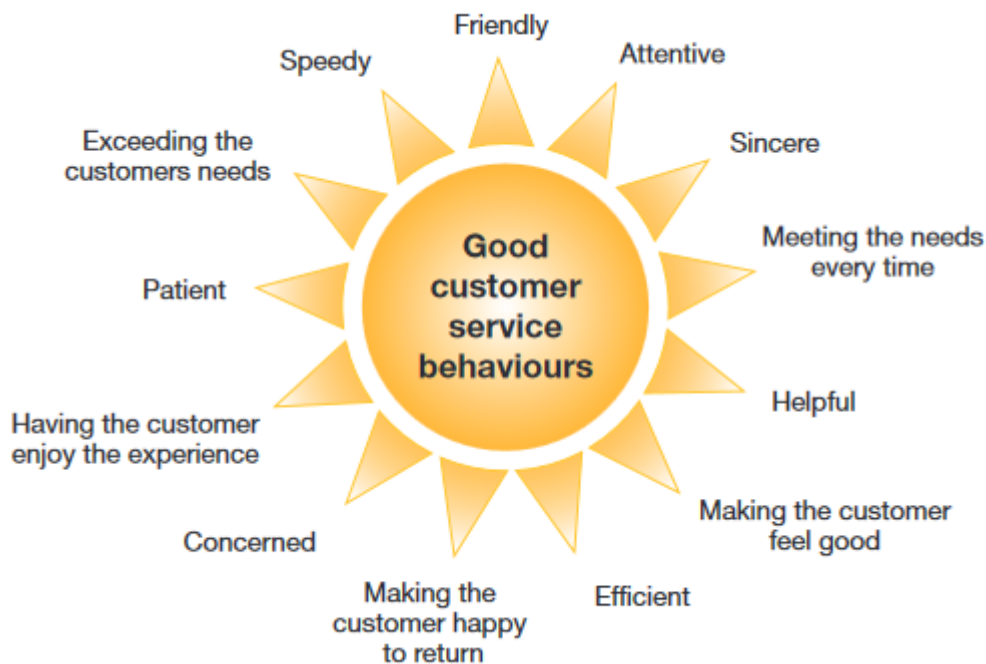 Friendly
Attentive
Sincere
Meeting the needs
every time
Helpful
Making the customer
feel good
Efficient
Making the
customer happy
to return
Concerned
Having the customer
enjoy the experience
Patient
Exceeding the
customers needs
Speedy
Good
customer
service
behaviours